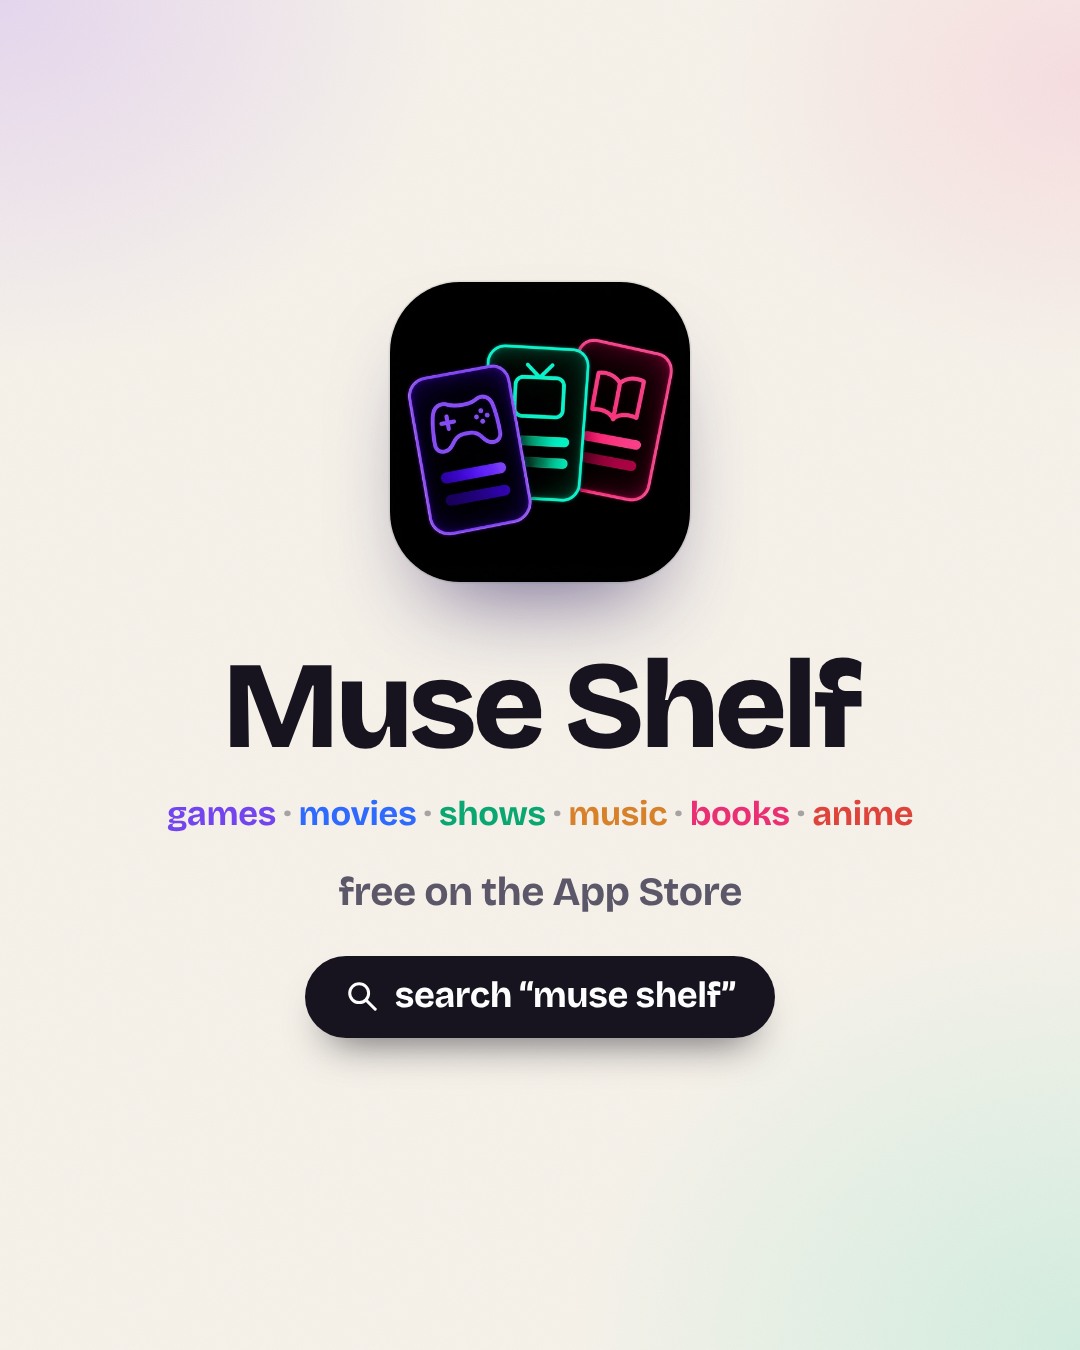 Muse Shelf
games · movies · shows · music · books · anime
free on the App Store
search “muse shelf”